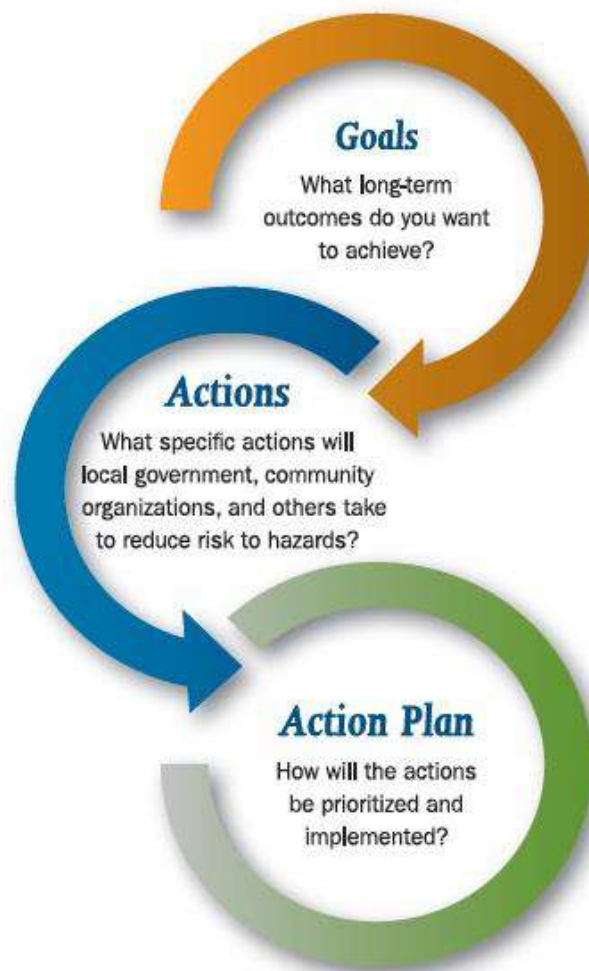 Goals
What long-term
outcomes do you want
to achieve?
Actions
What specific actions will
local government, community
organizations, and others take
to reduce risk to hazards?
Action Plan
How will the actions
be prioritized and
implemented?